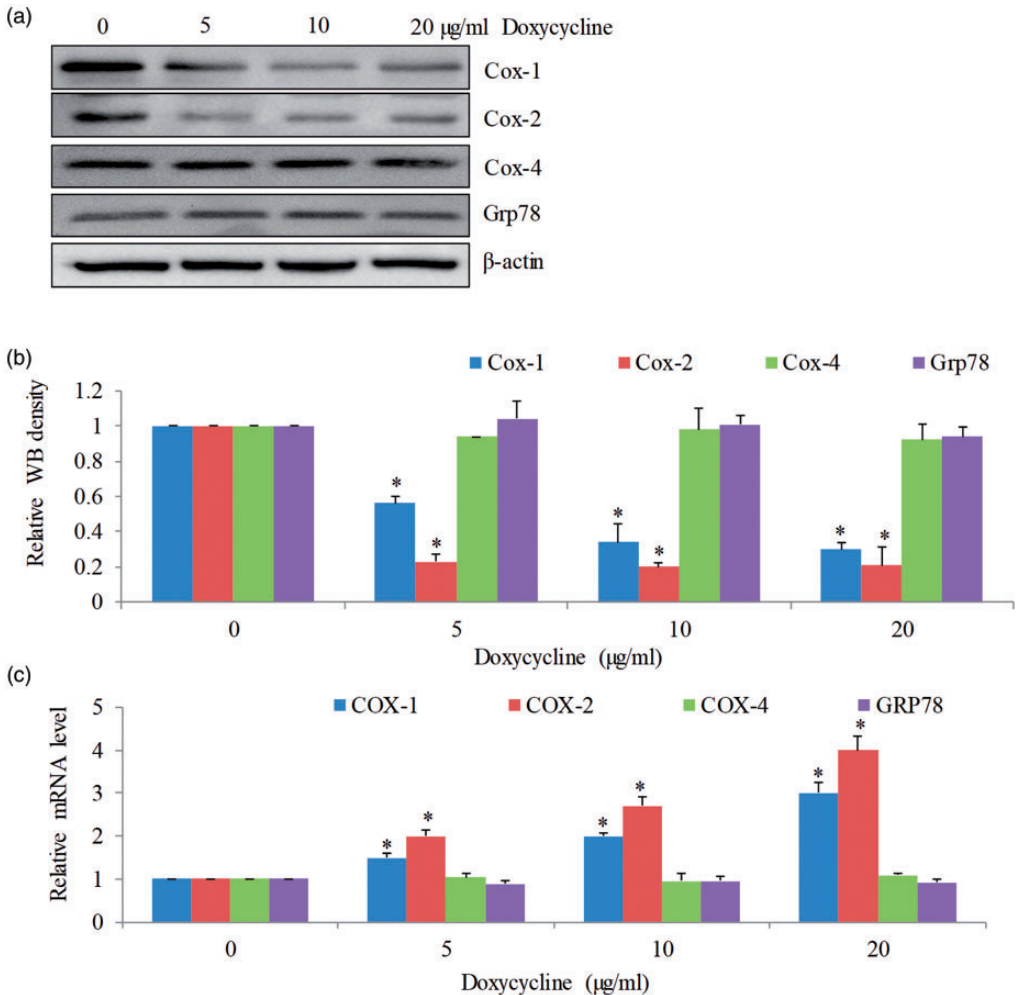 (a)
0 5 10 20 μg/ml Doxycycline
Cox-1
Cox-2
Cox-4
Grp78
β-actin
(b)
Cox-1 Cox-2 Cox-4 Grp78
Relative WB density
1.2
1
0.8
0.6
0.4
0.2
0
* * * * * *
0 5 10 20
Doxycycline (μg/ml)
(c)
COX-1 COX-2 COX-4 GRP78
Relative mRNA level
5
4
3
2
1
0
* * * * * *
0 5 10 20
Doxycycline (μg/ml)